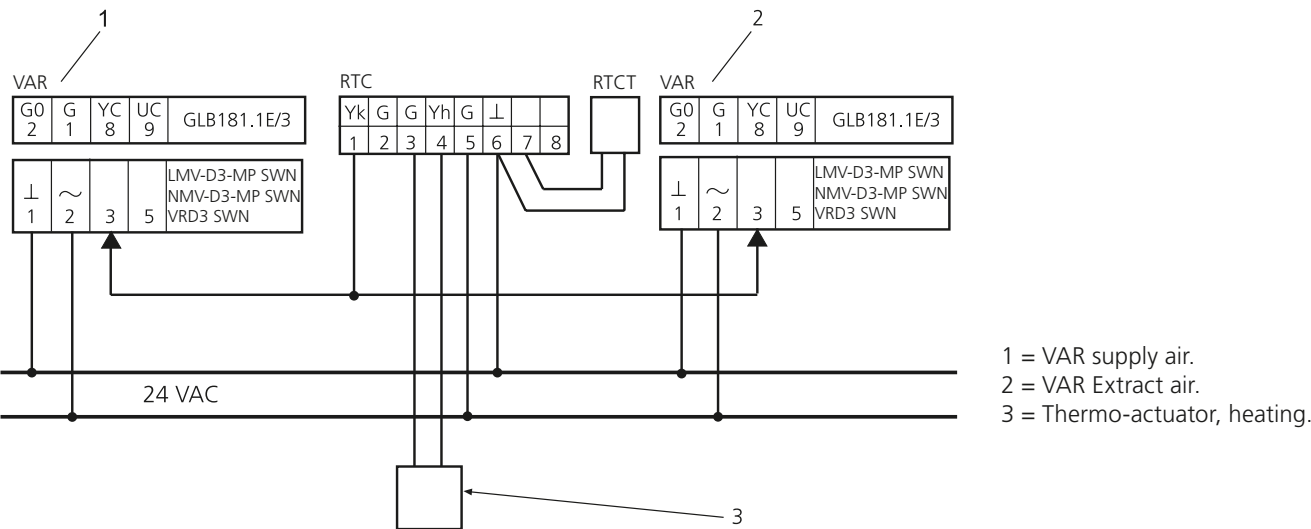 1
2
VAR
RTC
RTCT
VAR
G0 G YC UC
2 1 8 9
GLB181.1E/3
Yk G G Yh G ⊥
1 2 3 4 5 6 7 8
G0 G YC UC
2 1 8 9
GLB181.1E/3
⊥ ~
1 2 3 5
LMV-D3-MP SWN
NMV-D3-MP SWN
VRD3 SWN
⊥ ~
1 2 3 5
LMV-D3-MP SWN
NMV-D3-MP SWN
VRD3 SWN
24 VAC
1 = VAR supply air.
2 = VAR Extract air.
3 = Thermo-actuator, heating.
3